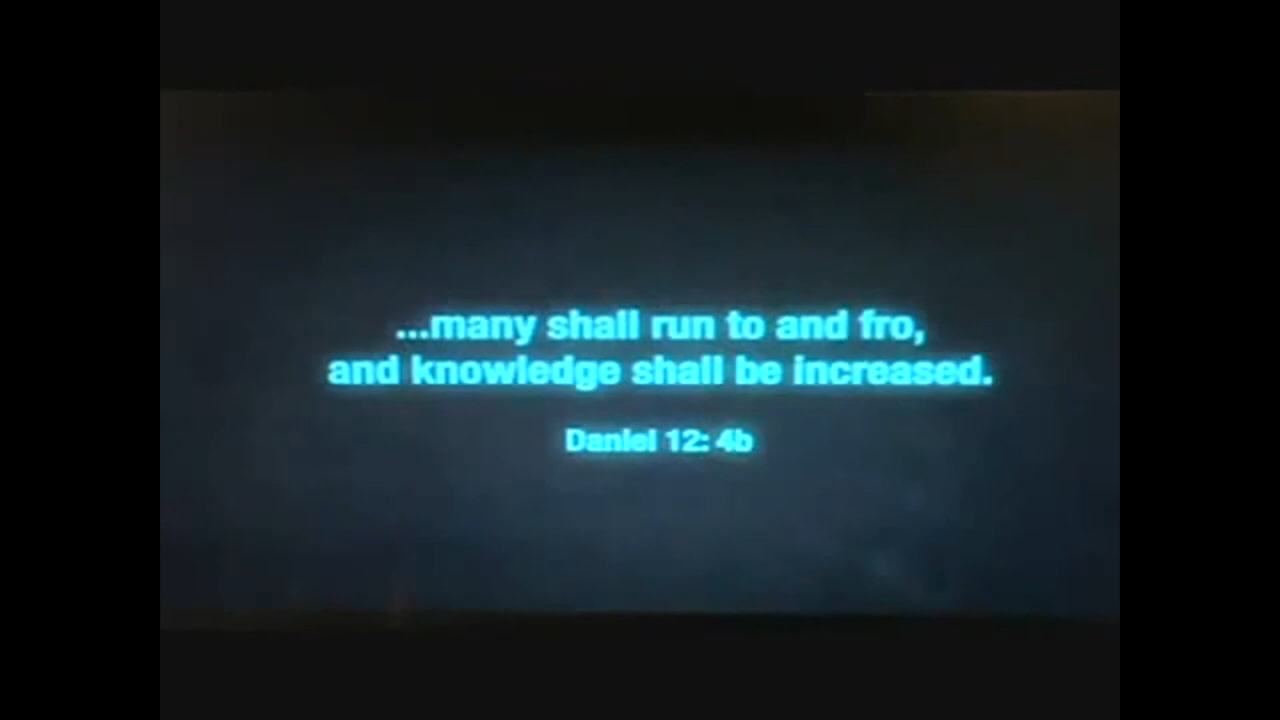 ...many shall run to and fro,
and knowledge shall be increased.
Daniel 12: 4b